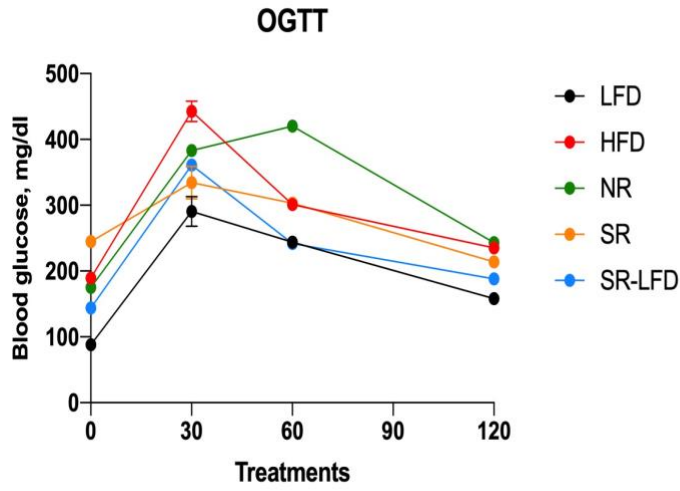 OGTT
500
400
300
200
100
0
Blood glucose, mg/dl
0 30 60 90 120
Treatments
LFD
HFD
NR
SR
SR-LFD